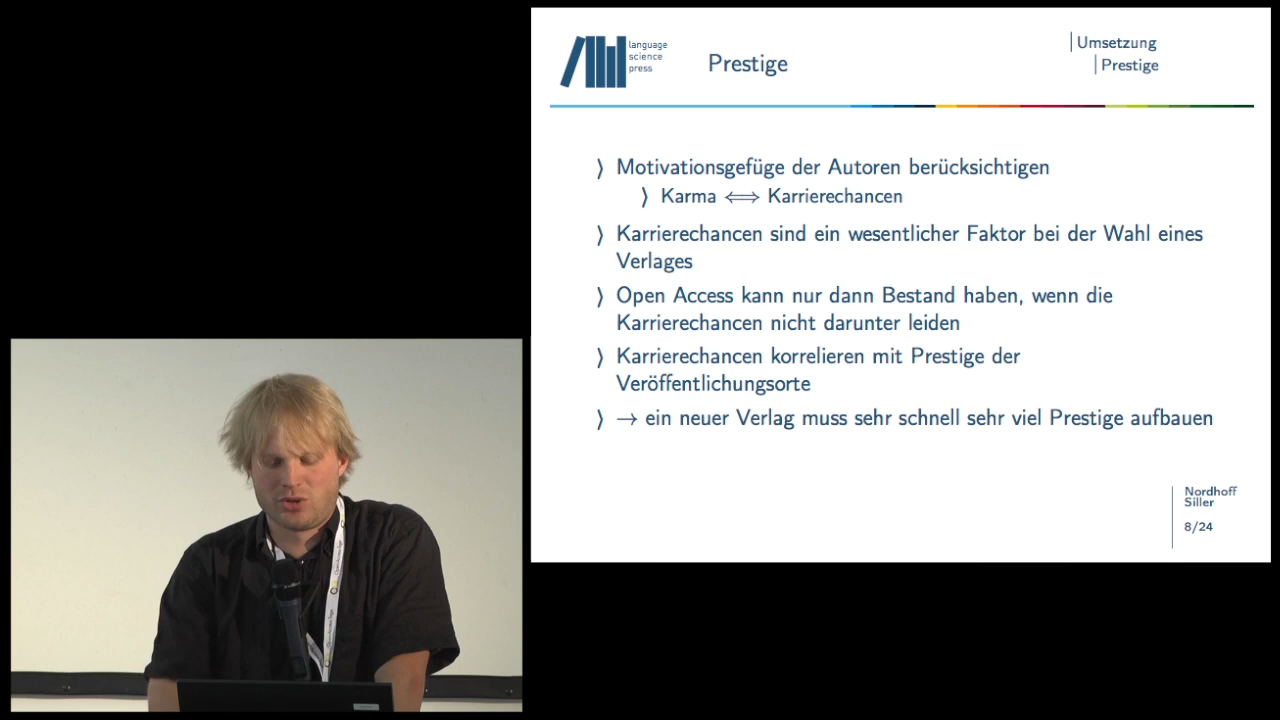 language
science
press
Prestige
Umsetzung
Prestige
⟩ Motivationsgefüge der Autoren berücksichtigen
⟩ Karma ⟺ Karrierechancen
⟩ Karrierechancen sind ein wesentlicher Faktor bei der Wahl eines
Verlages
⟩ Open Access kann nur dann Bestand haben, wenn die
Karrierechancen nicht darunter leiden
⟩ Karrierechancen korrelieren mit Prestige der
Veröffentlichungsorte
⟩ → ein neuer Verlag muss sehr schnell sehr viel Prestige aufbauen
Nordhoff
Siller
8/24